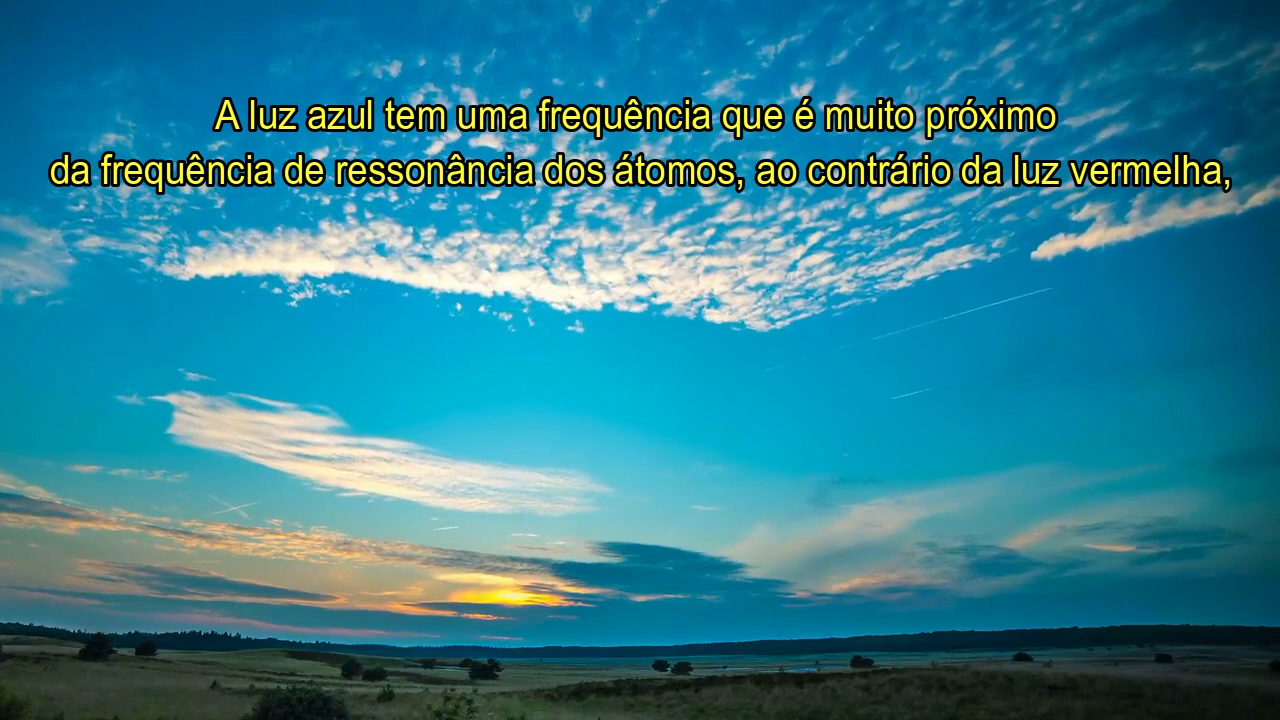 A luz azul tem uma frequência que é muito próximo
da frequência de ressonância dos átomos, ao contrário da luz vermelha,